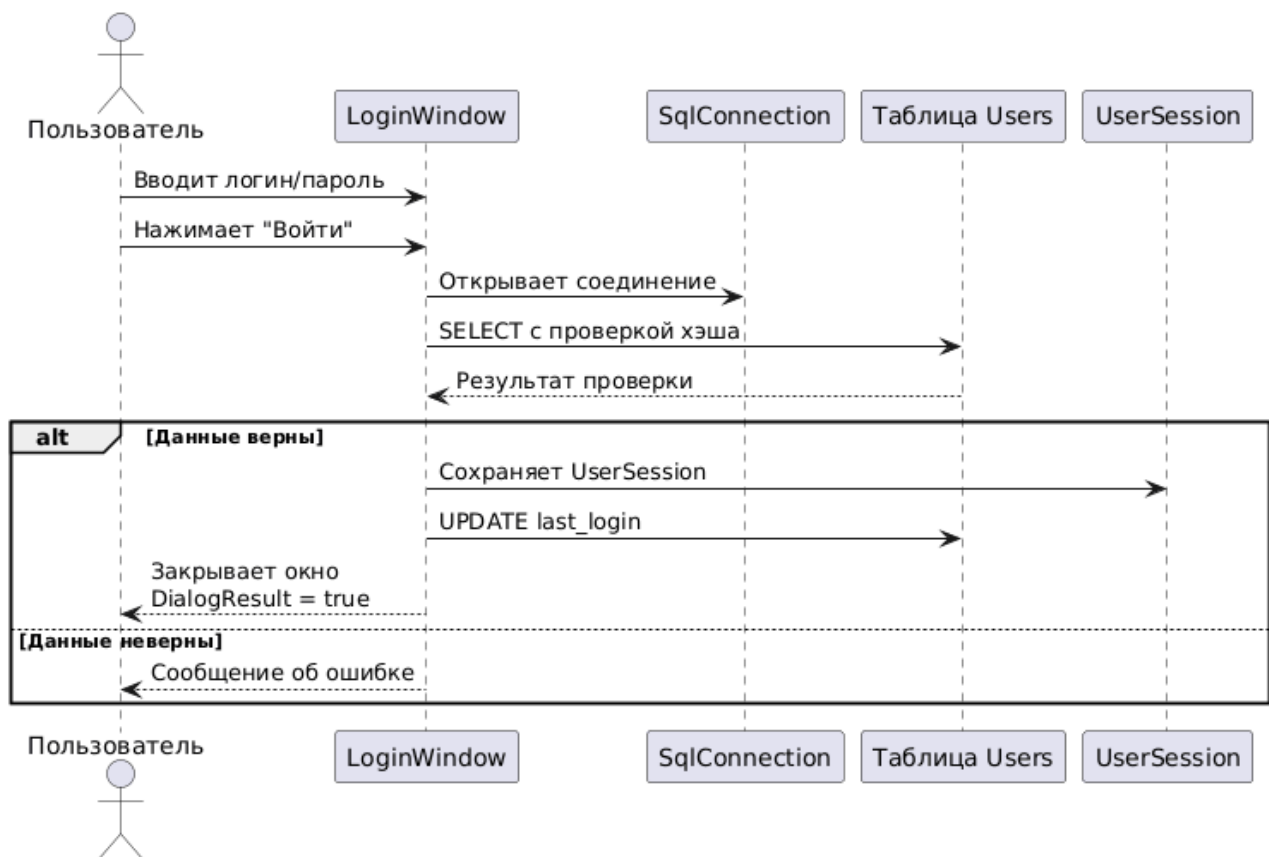 Пользователь
LoginWindow
SqlConnection
Таблица Users
UserSession
Вводит логин/пароль
Нажимает "Войти"
Открывает соединение
SELECT с проверкой хэша
Результат проверки
alt
[Данные верны]
Сохраняет UserSession
UPDATE last_login
Закрывает окно
DialogResult = true
[Данные неверны]
Сообщение об ошибке
Пользователь
LoginWindow
SqlConnection
Таблица Users
UserSession